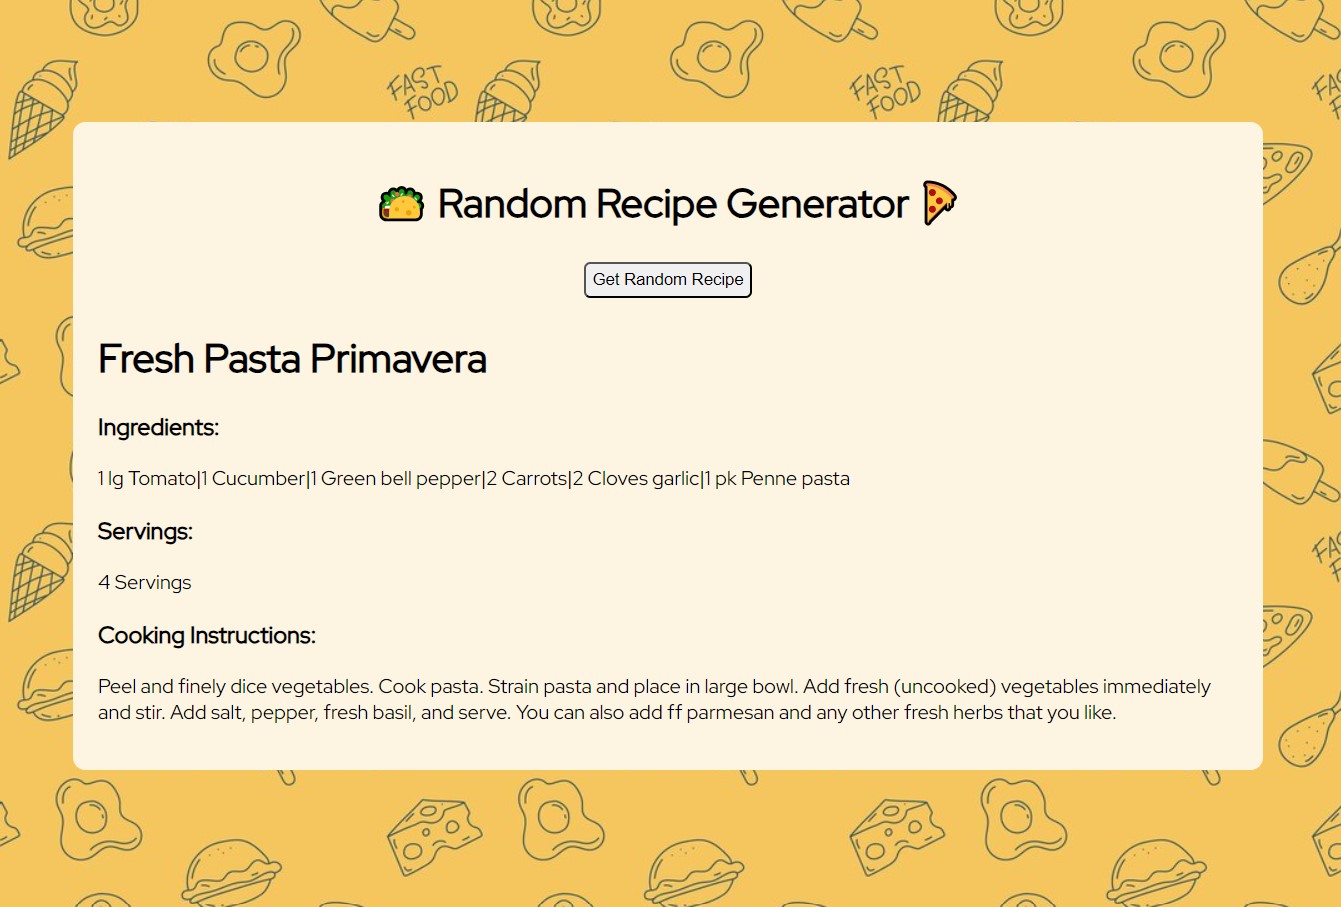 FAST
FOOD
FAST
FOOD
🌮 Random Recipe Generator 🍕
Get Random Recipe
Fresh Pasta Primavera
Ingredients:
1 lg Tomato|1 Cucumber|1 Green bell pepper|2 Carrots|2 Cloves garlic|1 pk Penne pasta
Servings:
4 Servings
Cooking Instructions:
Peel and finely dice vegetables. Cook pasta. Strain pasta and place in large bowl. Add fresh (uncooked) vegetables immediately
and stir. Add salt, pepper, fresh basil, and serve. You can also add ff parmesan and any other fresh herbs that you like.